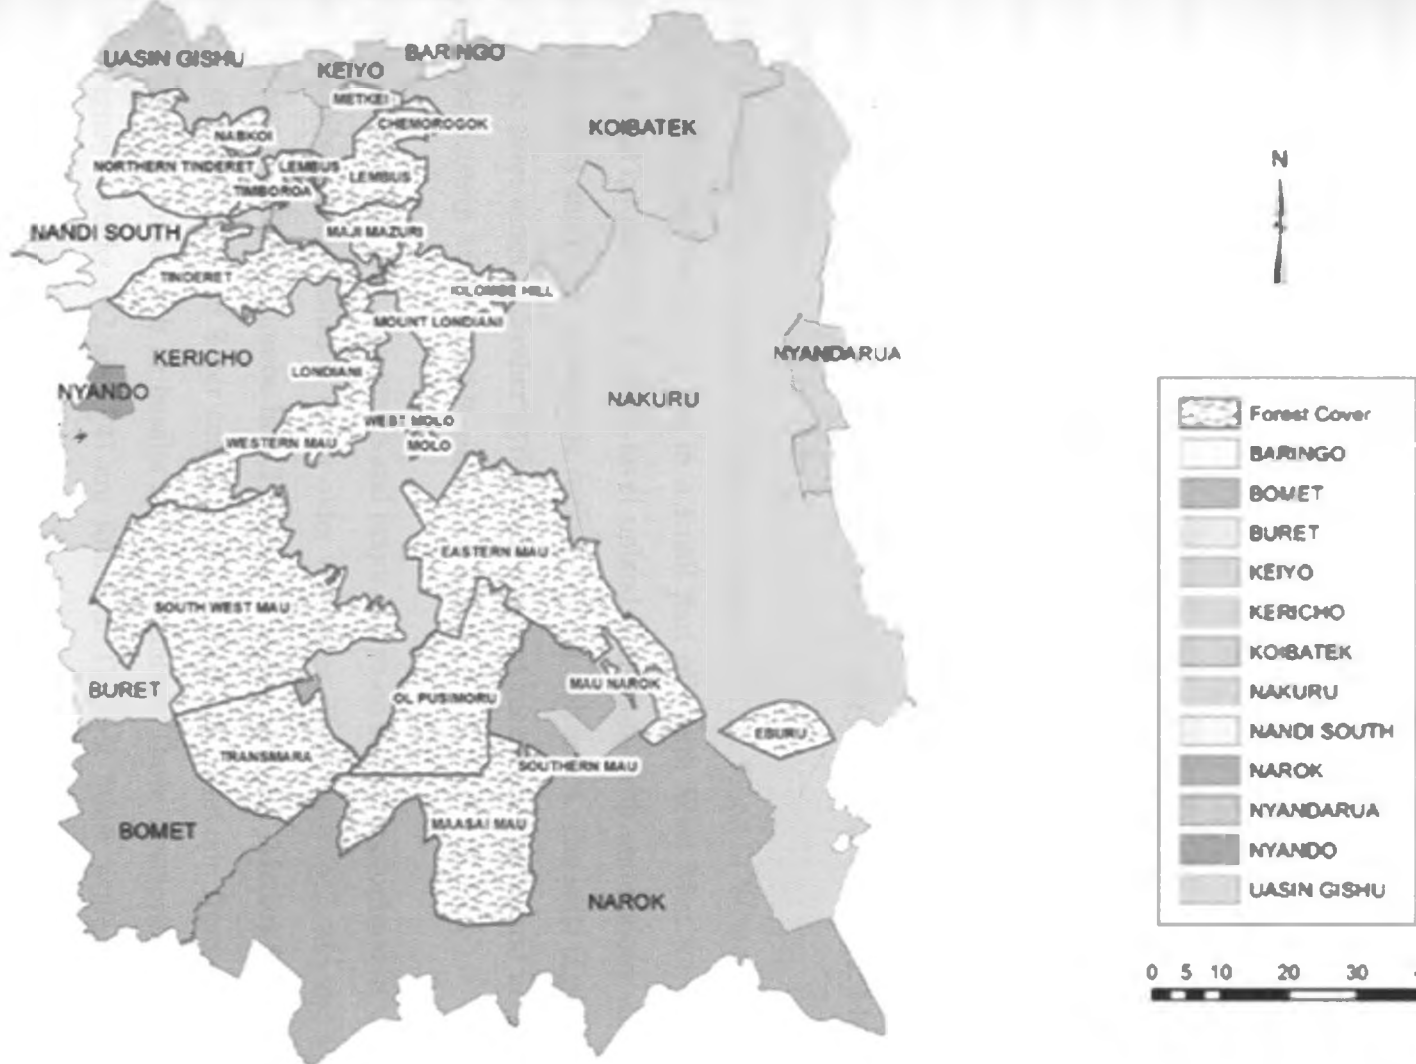 UASIN GISHU
KEIYO
BARINGO
METKEI
CHEMOROGOK
KOIBATEK
NABKOI
NORTHERN TINDERET
LEMBUS
LEMBUS
TIMBOROA
NANDI SOUTH
MAJI MAZURI
TINDERET
KILOMBE HILL
MOUNT LONDIANI
KERICHO
LONDIANI
NYANDARUA
NYANDO
NAKURU
WEST MOLO
WESTERN MAU
MOLO
EASTERN MAU
SOUTH WEST MAU
BURET
OL PUSIMORU
MAU NAROK
EBURU
TRANSMARA
SOUTHERN MAU
BOMET
MAASAI MAU
NAROK
N
Forest Cover
BARINGO
BOMET
BURET
KEIYO
KERICHO
KOIBATEK
NAKURU
NANDI SOUTH
NAROK
NYANDARUA
NYANDO
UASIN GISHU
0 5 10 20 30